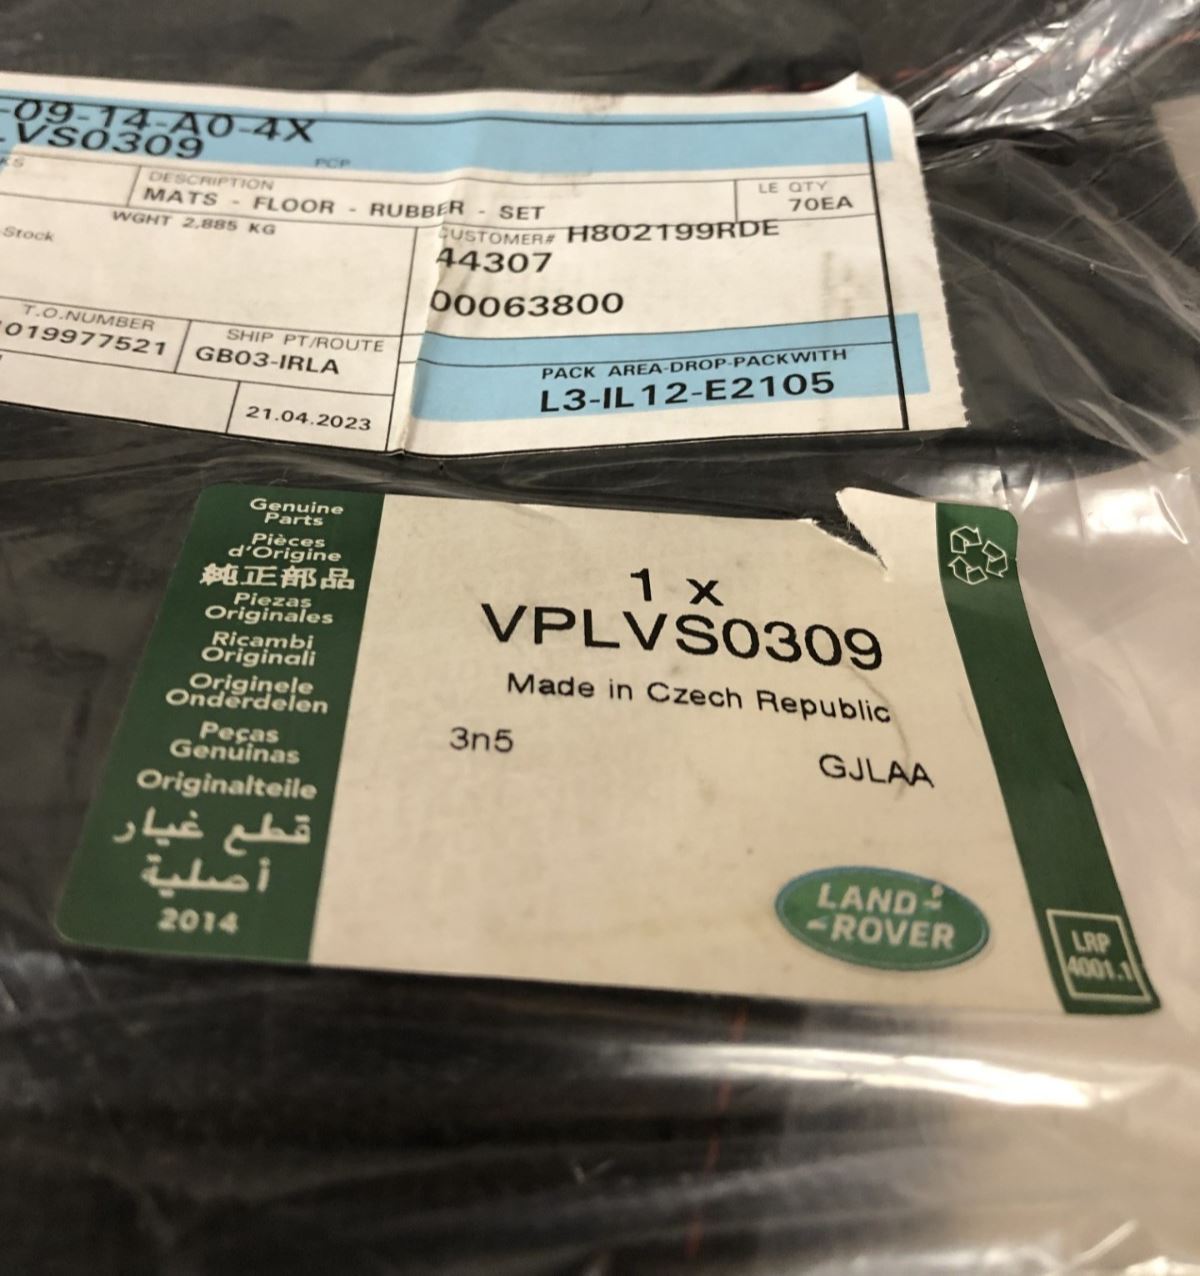 -09-14-A0-4X
LVS0309
PCP
DESCRIPTION
MATS - FLOOR - RUBBER - SET
LE QTY
70EA
WGHT 2,885 KG
-Stock
CUSTOMER# H802199RDE
44307
00063800
T.O.NUMBER
1019977521
SHIP PT/ROUTE
GB03-IRLA
PACK AREA-DROP-PACKWITH
L3-IL12-E2105
21.04.2023
Genuine
Parts
Pièces
d'Origine
純正部品
Piezas
Originales
Ricambi
Originali
Originele
Onderdelen
Peças
Genuinas
Originalteile
قطع غيار
أصلية
2014
1 x
VPLVS0309
Made in Czech Republic
3n5
GJLAA
LAND-
-ROVER
LRP
4001.1